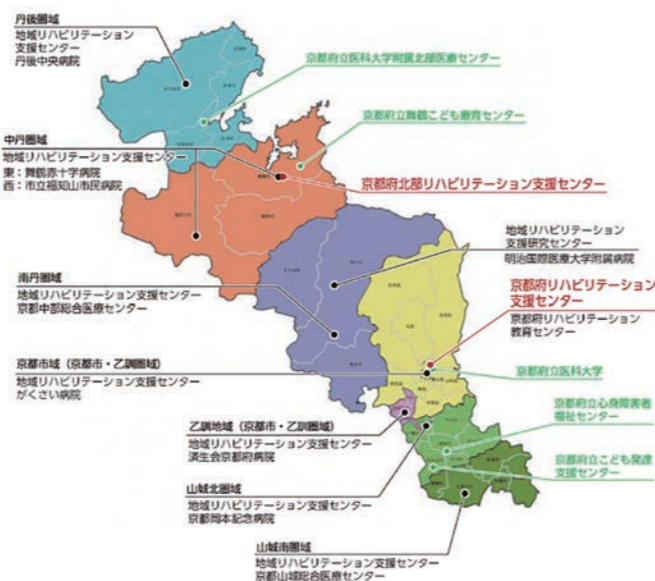 丹後圏域
地域リハビリテーション
支援センター
丹後中央病院
京都府立医科大学附属北部医療センター
京都府立舞鶴こども療育センター
中丹圏域
地域リハビリテーション支援センター
東：舞鶴赤十字病院
西：市立福知山市民病院
京都府北部リハビリテーション支援センター
地域リハビリテーション
支援研究センター
明治国際医療大学附属病院
南丹圏域
地域リハビリテーション支援センター
京都中部総合医療センター
京都府リハビリテーション
支援センター
京都府リハビリテーション
教育センター
京都市域（京都市・乙訓圏域）
地域リハビリテーション支援センター
がくさい病院
京都府立医科大学
京都府立心身障害者
福祉センター
乙訓地域（京都市・乙訓圏域）
地域リハビリテーション支援センター
済生会京都府病院
京都府立こども発達
支援センター
山城北圏域
地域リハビリテーション支援センター
京都岡本記念病院
山城南圏域
地域リハビリテーション支援センター
京都山城総合医療センター